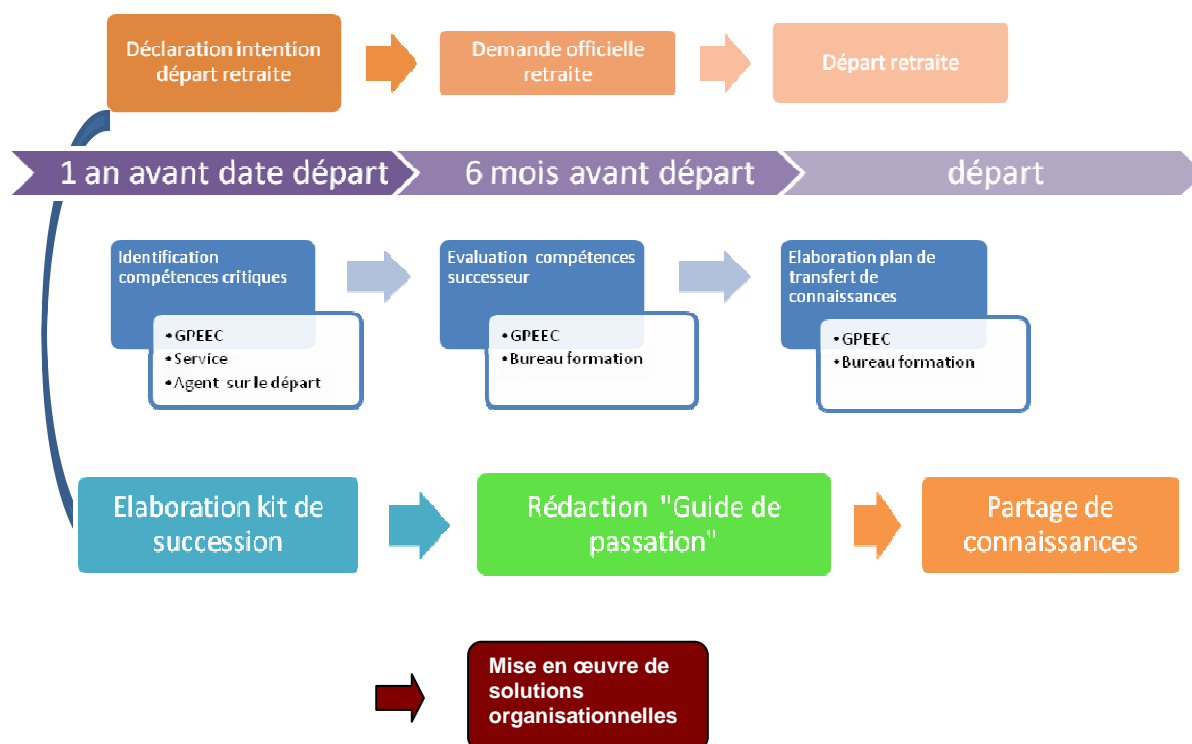 Déclaration intention
départ retraite
Demande officielle
retraite
Départ retraite
1 an avant date départ
6 mois avant départ
départ
Identification
compétences critiques
•GPEEC
•Service
•Agent sur le départ
Evaluation compétences
successeur
•GPEEC
•Bureau formation
Elaboration plan de
transfert de
connaissances
•GPEEC
•Bureau formation
Elaboration kit de
succession
Rédaction "Guide de
passation"
Partage de
connaissances
Mise en œuvre de
solutions
organisationnelles